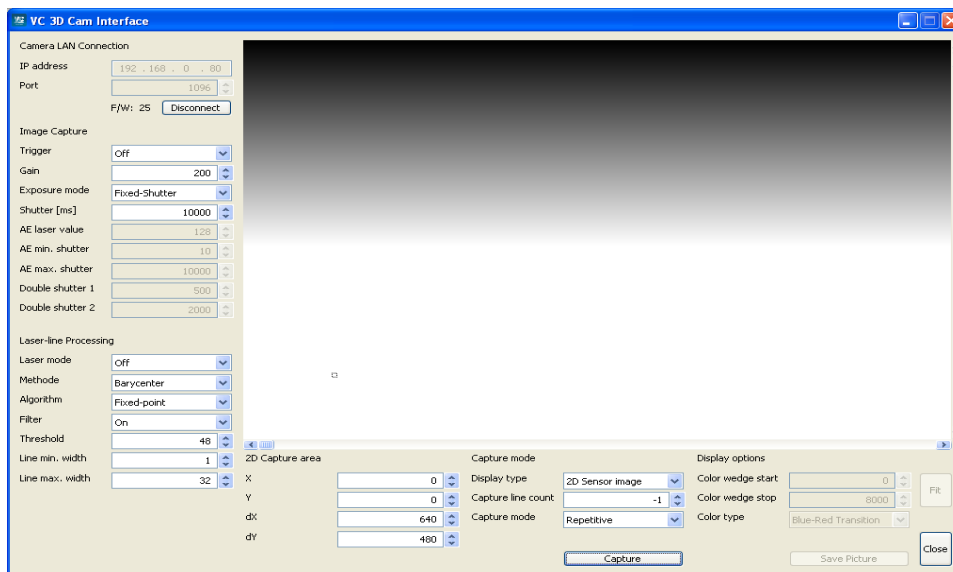 VC 3D Cam Interface
Camera LAN Connection
IP address 192 . 168 . 0 . 80
Port 1096
F/W: 25 Disconnect
Image Capture
Trigger Off
Gain 200
Exposure mode Fixed-Shutter
Shutter [ms] 10000
AE laser value 128
AE min. shutter 10
AE max. shutter 10000
Double shutter 1 500
Double shutter 2 2000
Laser-line Processing
Laser mode Off
Methode Barycenter
Algorithm Fixed-point
Filter On
Threshold 48
Line min. width 1
Line max. width 32
2D Capture area
X 0
Y 0
dX 640
dY 480
Capture mode
Display type 2D Sensor image
Capture line count -1
Capture mode Repetitive
Capture
Display options
Color wedge start 0
Color wedge stop 8000
Color type Blue-Red Transition
Save Picture
Fit
Close